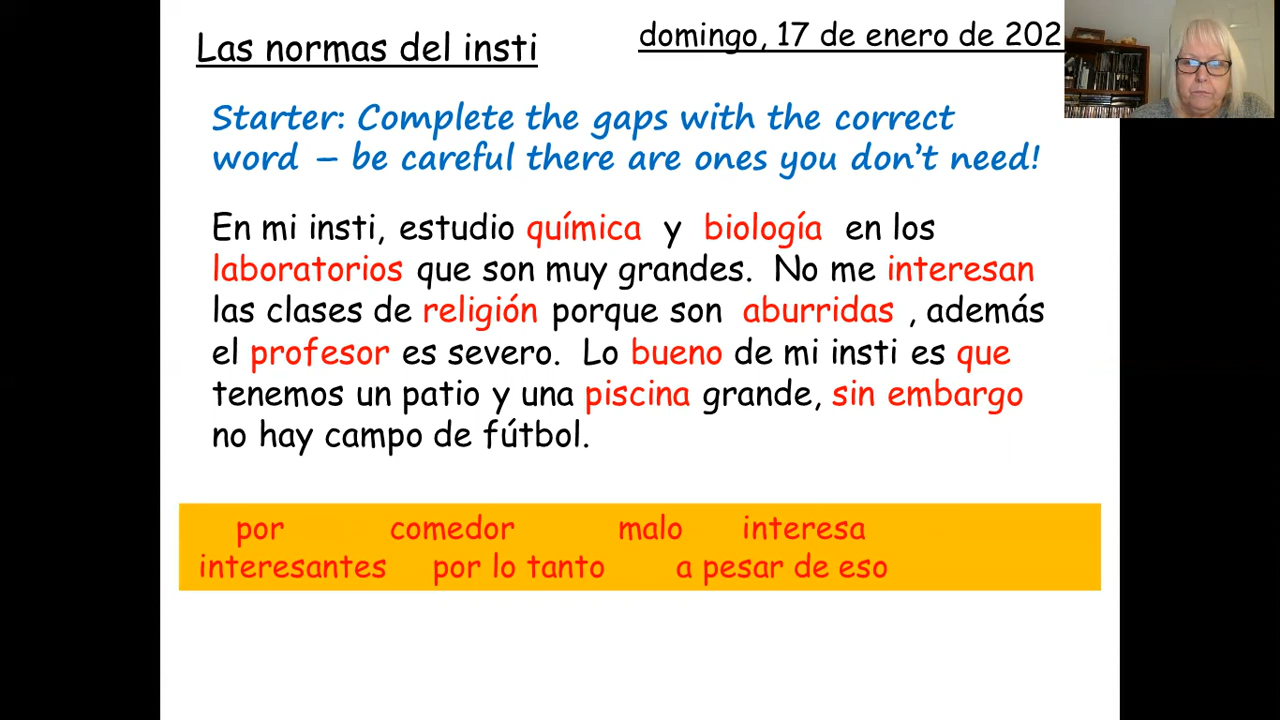 Las normas del insti
domingo, 17 de enero de 202
Starter: Complete the gaps with the correct
word – be careful there are ones you don't need!
En mi insti, estudio química y biología en los
laboratorios que son muy grandes. No me interesan
las clases de religión porque son aburridas , además
el profesor es severo. Lo bueno de mi insti es que
tenemos un patio y una piscina grande, sin embargo
no hay campo de fútbol.
por comedor malo interesa
interesantes por lo tanto a pesar de eso